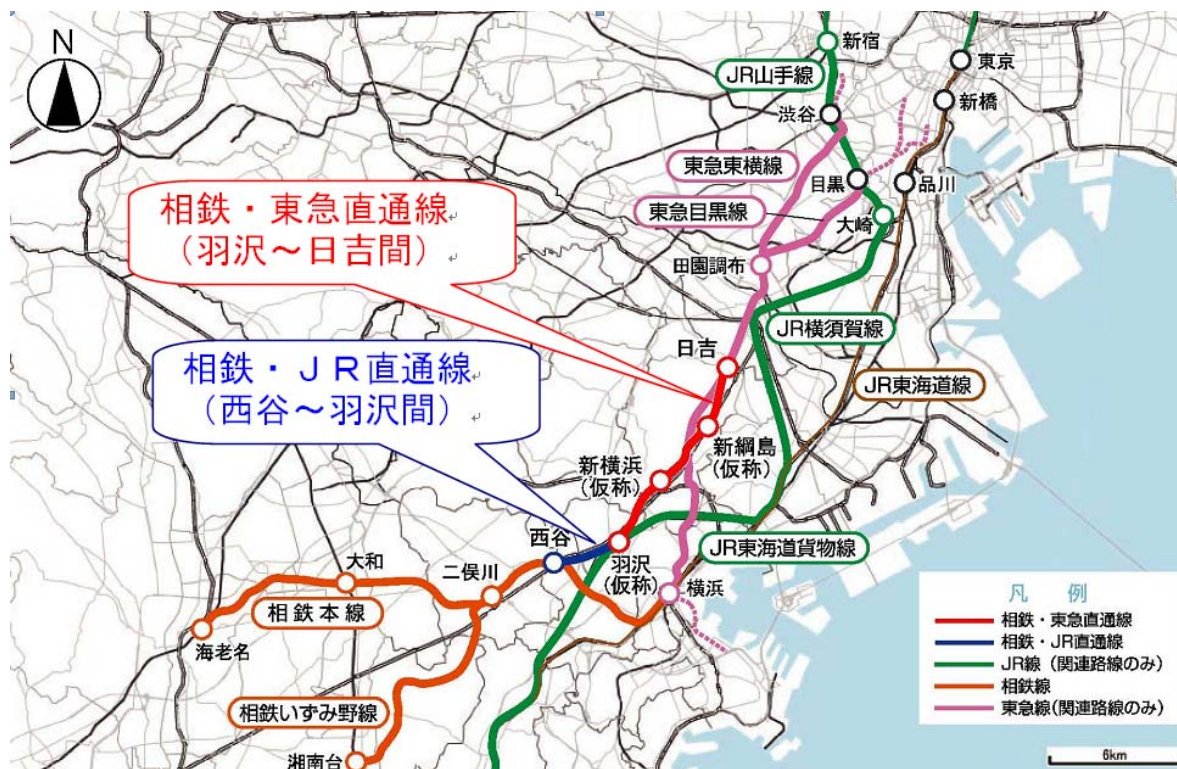 N
新宿
東京
JR山手線
新橋
渋谷
東急東横線
目黒
品川
相鉄・東急直通線
(羽沢～日吉間)
東急目黒線
大崎
田園調布
JR横須賀線
日吉
相鉄・ＪＲ直通線
(西谷～羽沢間)
JR東海道線
新綱島
(仮称)
新横浜
(仮称)
西谷
JR東海道貨物線
羽沢
(仮称)
大和
二俣川
横浜
相鉄本線
海老名
相鉄いずみ野線
湘南台
凡 例
相鉄・東急直通線
相鉄・JR直通線
JR線（関連路線のみ）
相鉄線
東急線(関連路線のみ)
6km